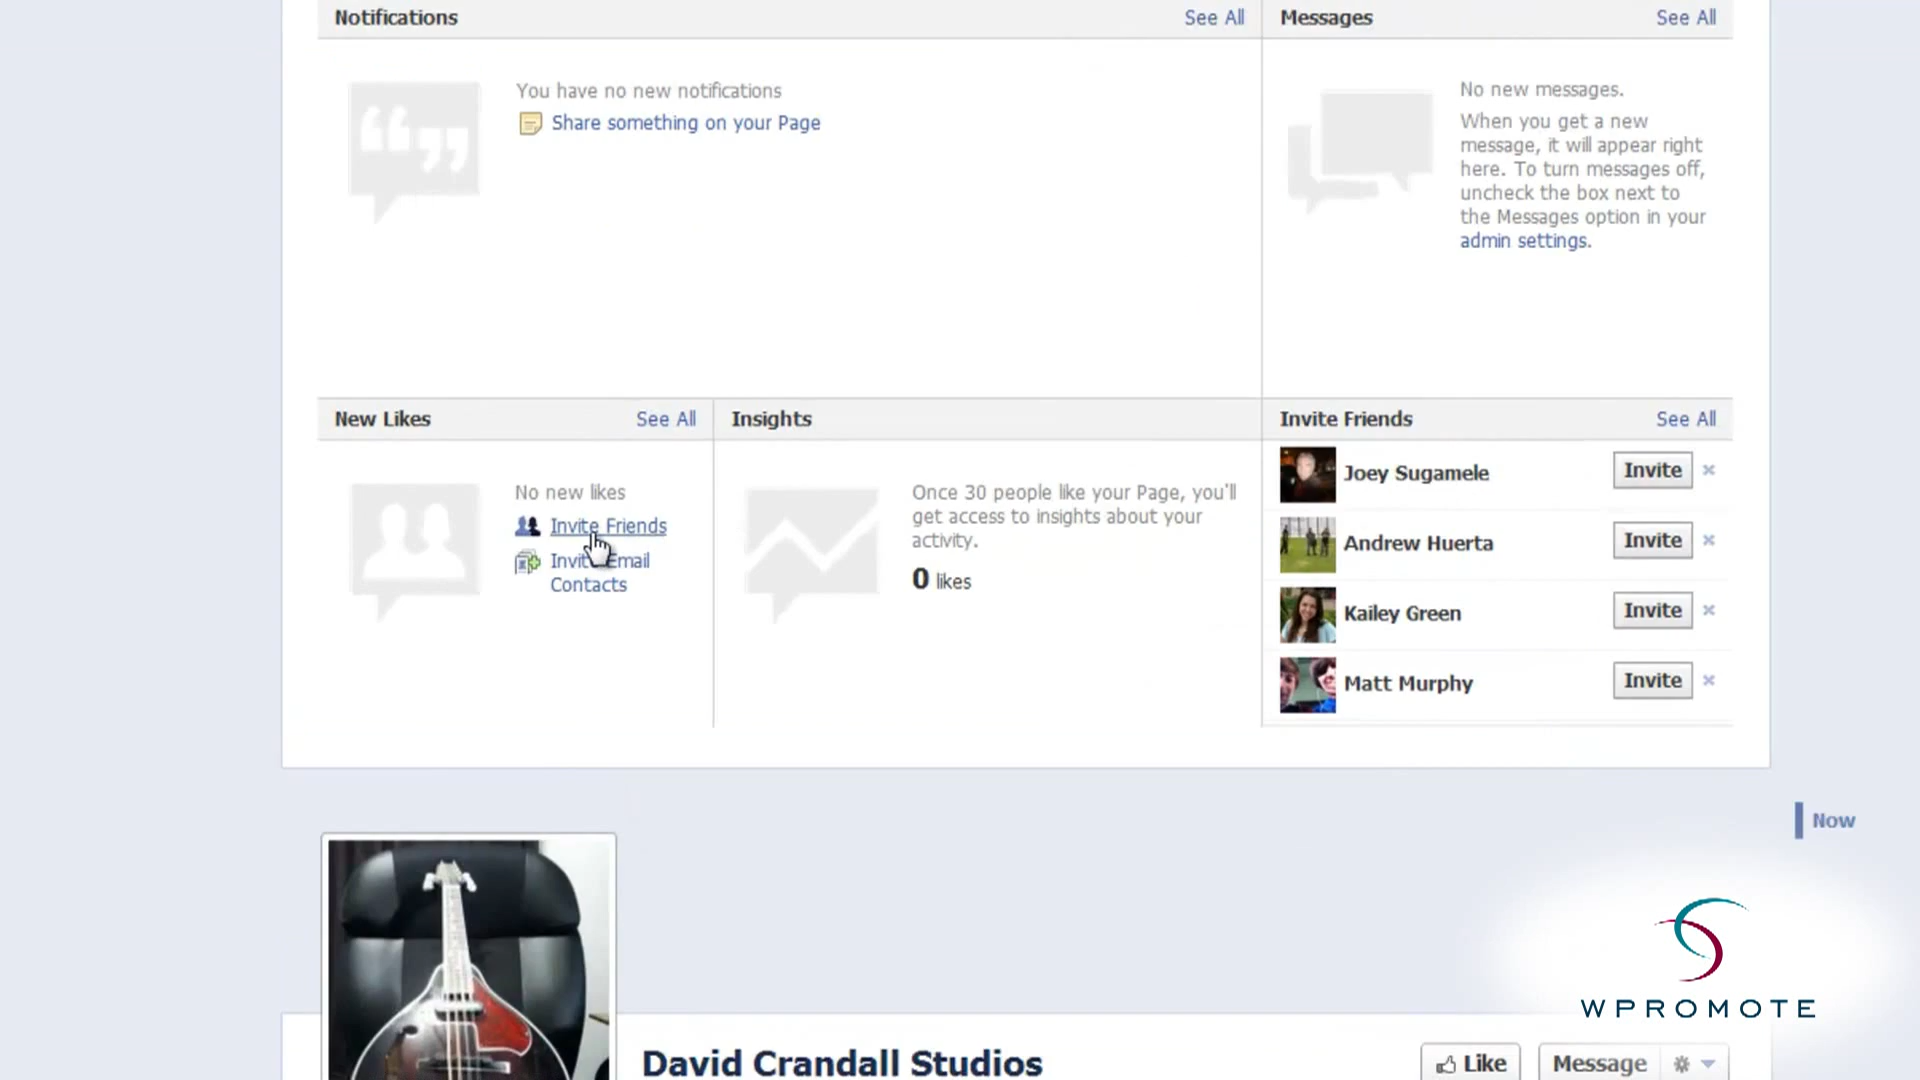 Notifications
See All
You have no new notifications
Share something on your Page
Messages
See All
No new messages.
When you get a new
message, it will appear right
here. To turn messages off,
uncheck the box next to
the Messages option in your
admin settings.
New Likes
See All
No new likes
Invite Friends
Invite Email
Contacts
Insights
Once 30 people like your Page, you'll
get access to insights about your
activity.
0 likes
Invite Friends
See All
Joey Sugamele
Invite
Andrew Huerta
Invite
Kailey Green
Invite
Matt Murphy
Invite
Now
WPROMOTE
David Crandall Studios
Like
Message